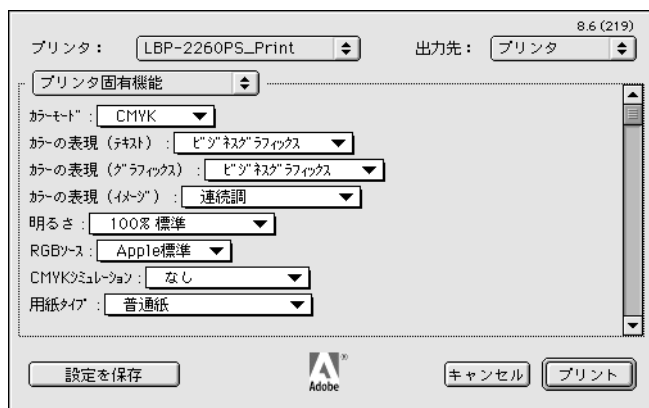 8.6 (219)
プリンタ： LBP-2260PS_Print 出力先： プリンタ
プリンタ固有機能
ｶﾗｰﾓｰﾄﾞ : CMYK
ｶﾗｰの表現 (ﾃｷｽﾄ) : ﾋﾞｼﾞﾈｽｸﾞﾗﾌｨｯｸｽ
ｶﾗｰの表現 (ｸﾞﾗﾌｨｯｸｽ) : ﾋﾞｼﾞﾈｽｸﾞﾗﾌｨｯｸｽ
ｶﾗｰの表現 (ｲﾒｰｼﾞ) : 連続調
明るさ : 100% 標準
RGBｿｰｽ : Apple標準
CMYKｼﾐｭﾚｰｼｮﾝ : なし
用紙ﾀｲﾌﾟ : 普通紙
設定を保存 Adobe ® キャンセル プリント